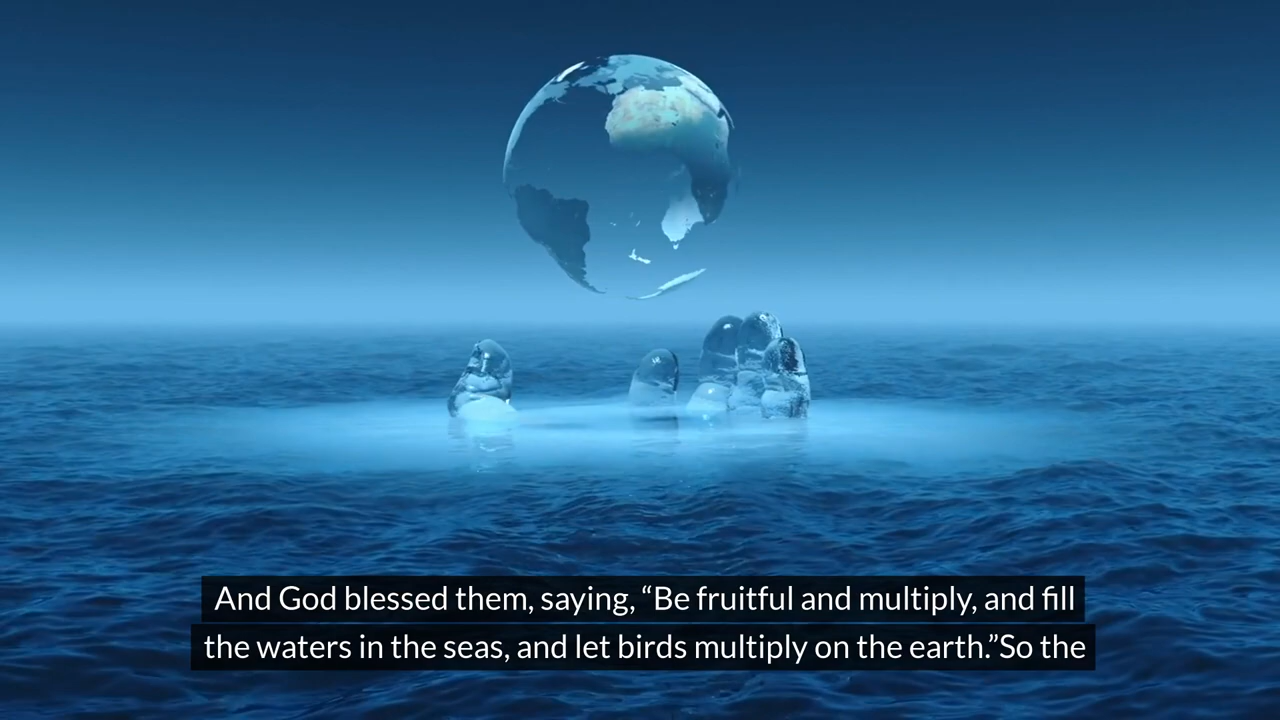 And God blessed them, saying, “Be fruitful and multiply, and fill
the waters in the seas, and let birds multiply on the earth.”So the